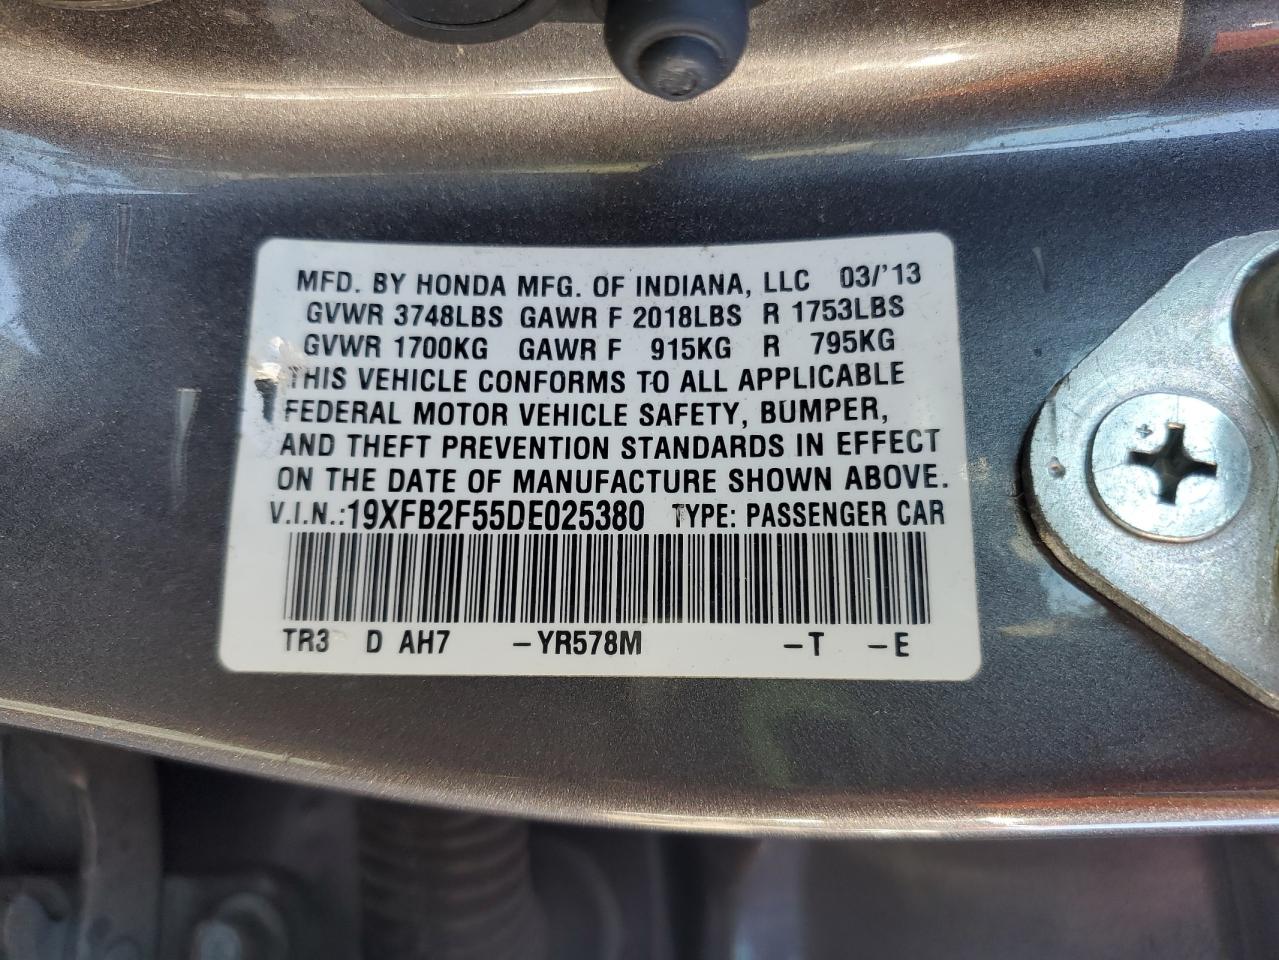 MFD. BY HONDA MFG. OF INDIANA, LLC 03/'13
GVWR 3748LBS GAWR F 2018LBS R 1753LBS
GVWR 1700KG GAWR F 915KG R 795KG
THIS VEHICLE CONFORMS TO ALL APPLICABLE
FEDERAL MOTOR VEHICLE SAFETY, BUMPER,
AND THEFT PREVENTION STANDARDS IN EFFECT
ON THE DATE OF MANUFACTURE SHOWN ABOVE.
V.I.N.:19XFB2F55DE025380 TYPE: PASSENGER CAR
TR3 D AH7 -YR578M -T -E